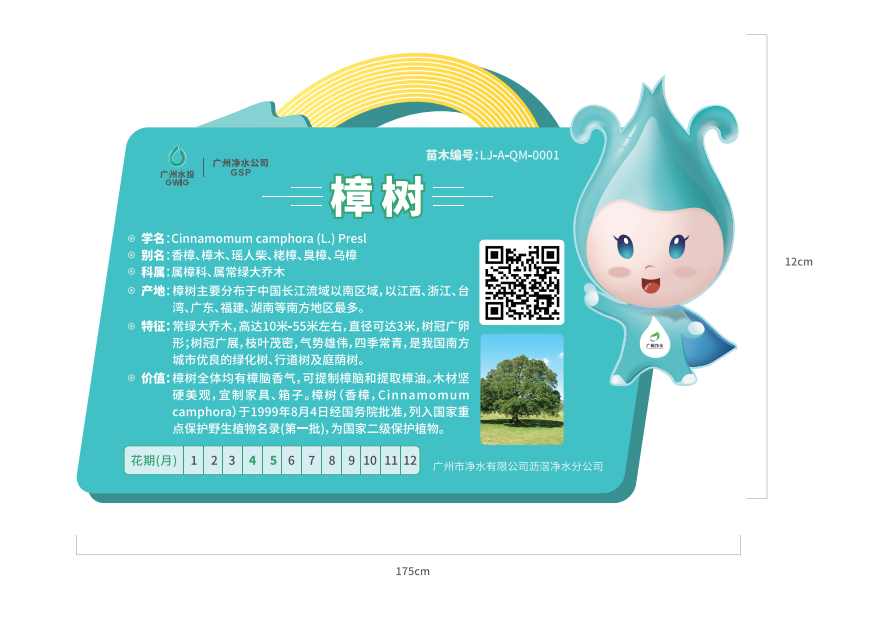 广州水投
GWIG
广州净水公司
GSP
苗木编号：LJ-A-QM-0001
樟树
学名：Cinnamomum camphora (L.) Presl
别名：香樟、樟木、瑶人柴、栳樟、臭樟、乌樟
科属：属樟科、属常绿大乔木
产地：樟树主要分布于中国长江流域以南区域，以江西、浙江、台
湾、广东、福建、湖南等南方地区最多。
特征：常绿大乔木，高达10米-55米左右，直径可达3米，树冠广卵
形；树冠广展，枝叶茂密，气势雄伟，四季常青，是我国南方
城市优良的绿化树、行道树及庭荫树。
价值：樟树全体均有樟脑香气，可提制樟脑和提取樟油。木材坚
硬美观，宜制家具、箱子。樟树（香樟，Cinnamomum
camphora）于1999年8月4日经国务院批准，列入国家重
点保护野生植物名录(第一批)，为国家二级保护植物。
花期(月) 1 2 3 4 5 6 7 8 9 10 11 12
广州市净水有限公司沥滘净水分公司
广州净水
12cm
175cm